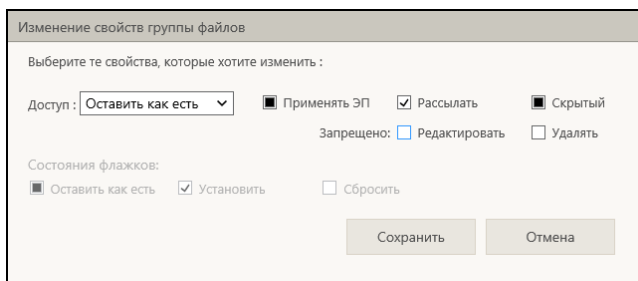 Изменение свойств группы файлов
Выберите те свойства, которые хотите изменить :
Доступ : Оставить как есть Применять ЭП Рассылать Скрытый
Запрещено: Редактировать Удалять
Состояния флажков:
Оставить как есть Установить Сбросить
Сохранить Отмена